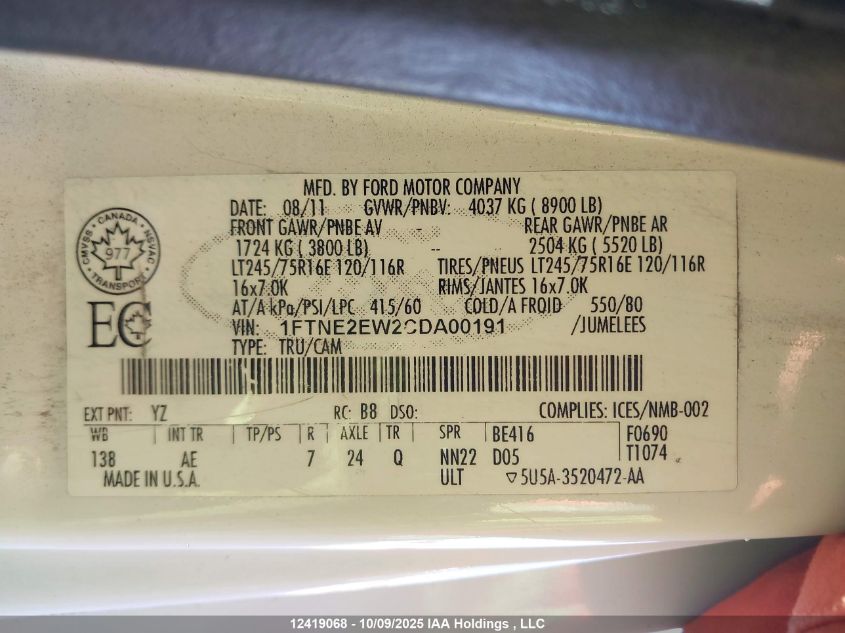 MFD. BY FORD MOTOR COMPANY
DATE: 08/11 GVWR/PNBV: 4037 KG ( 8900 LB)
FRONT GAWR/PNBE AV REAR GAWR/PNBE AR
1724 KG ( 3800 LB) 2504 KG ( 5520 LB)
LT245/75R16E 120/116R TIRES/PNEUS LT245/75R16E 120/116R
16x7.0K RIMS/JANTES 16x7.0K
AT/A kPa/PSI/LPC 415/60 COLD/A FROID 550/80
VIN: 1FTNE2EW2CDA00191 /JUMELEES
TYPE: TRU/CAM
CMVSS · CANADA · NSVAC
977
TRANSPORT
EC
EXT PNT: YZ RC: B8 DSO: COMPLIES: ICES/NMB-002
WB INT TR TP/PS R AXLE TR SPR BE416 F0690
138 AE 7 24 Q NN22 D05 T1074
MADE IN U.S.A. ULT ▽5U5A-3520472-AA
12419068 - 10/09/2025 IAA Holdings , LLC